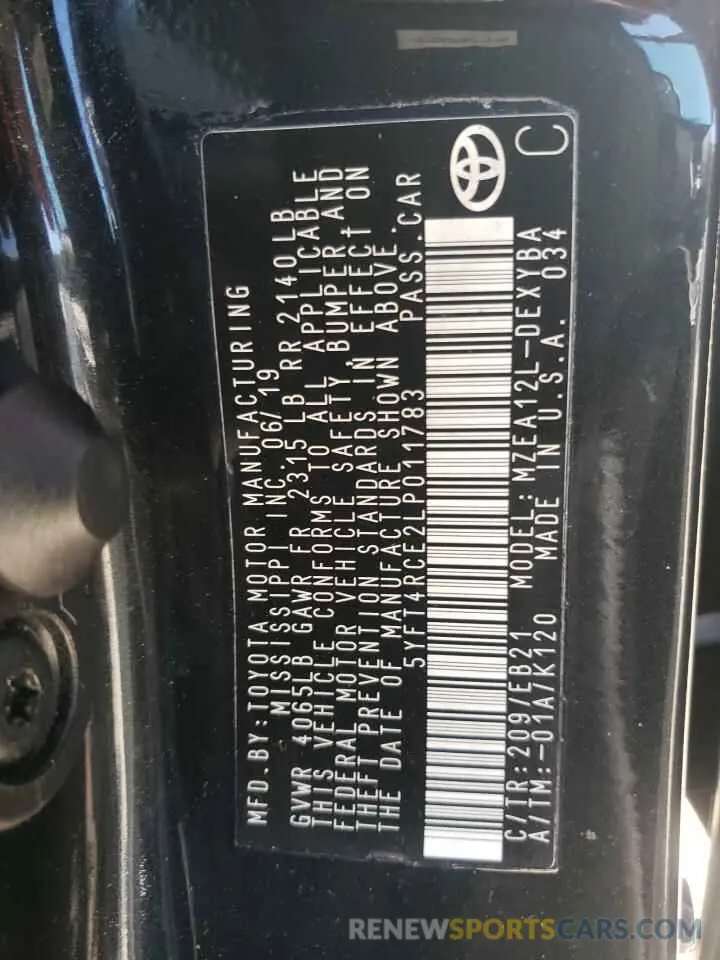 MFD.BY:TOYOTA MOTOR MANUFACTURING
MISSISSIPPI INC. 06/19
GVWR 4065LB GAWR FR 2315 LB RR 2140LB
THIS VEHICLE CONFORMS TO ALL APPLICABLE
FEDERAL MOTOR VEHICLE SAFETY, BUMPER, AND
THEFT PREVENTION STANDARDS IN EFFECT ON
THE DATE OF MANUFACTURE SHOWN ABOVE.
5YFT4RCE2LP011783 PASS.CAR
C/TR:209/EB21 MODEL:MZEA12L-DEXYBA
A/TM:-01A/K120 MADE IN U.S.A. 034
C
RENEWSPORTSCARS.COM